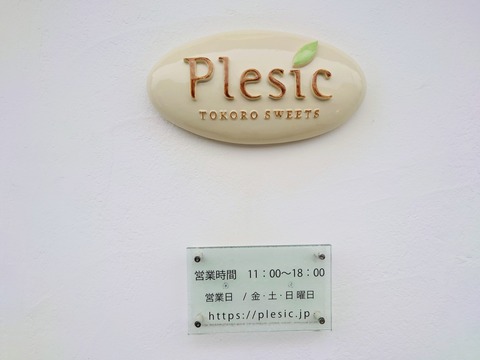 Plesic
TOKORO SWEETS
営業時間 11：00～18：00
営業日 / 金・土・日曜日
https://plesic.jp